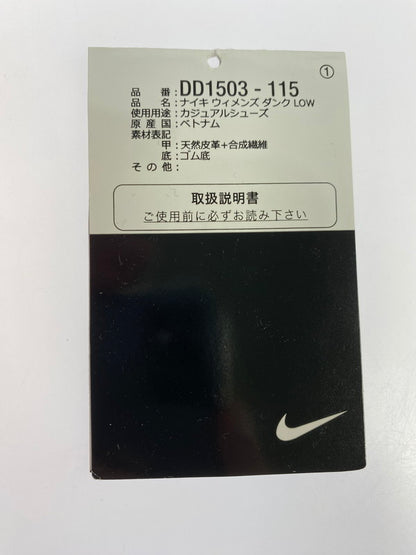 ①
品 番:DD1503 - 115
品 名:ナイキ ウィメンズ ダンク LOW
使用用途:カジュアルシューズ
原 産 国:ベトナム
素材表記
甲:天然皮革+合成繊維
底:ゴム底
そ の 他:
取扱説明書
ご使用前に必ずお読み下さい